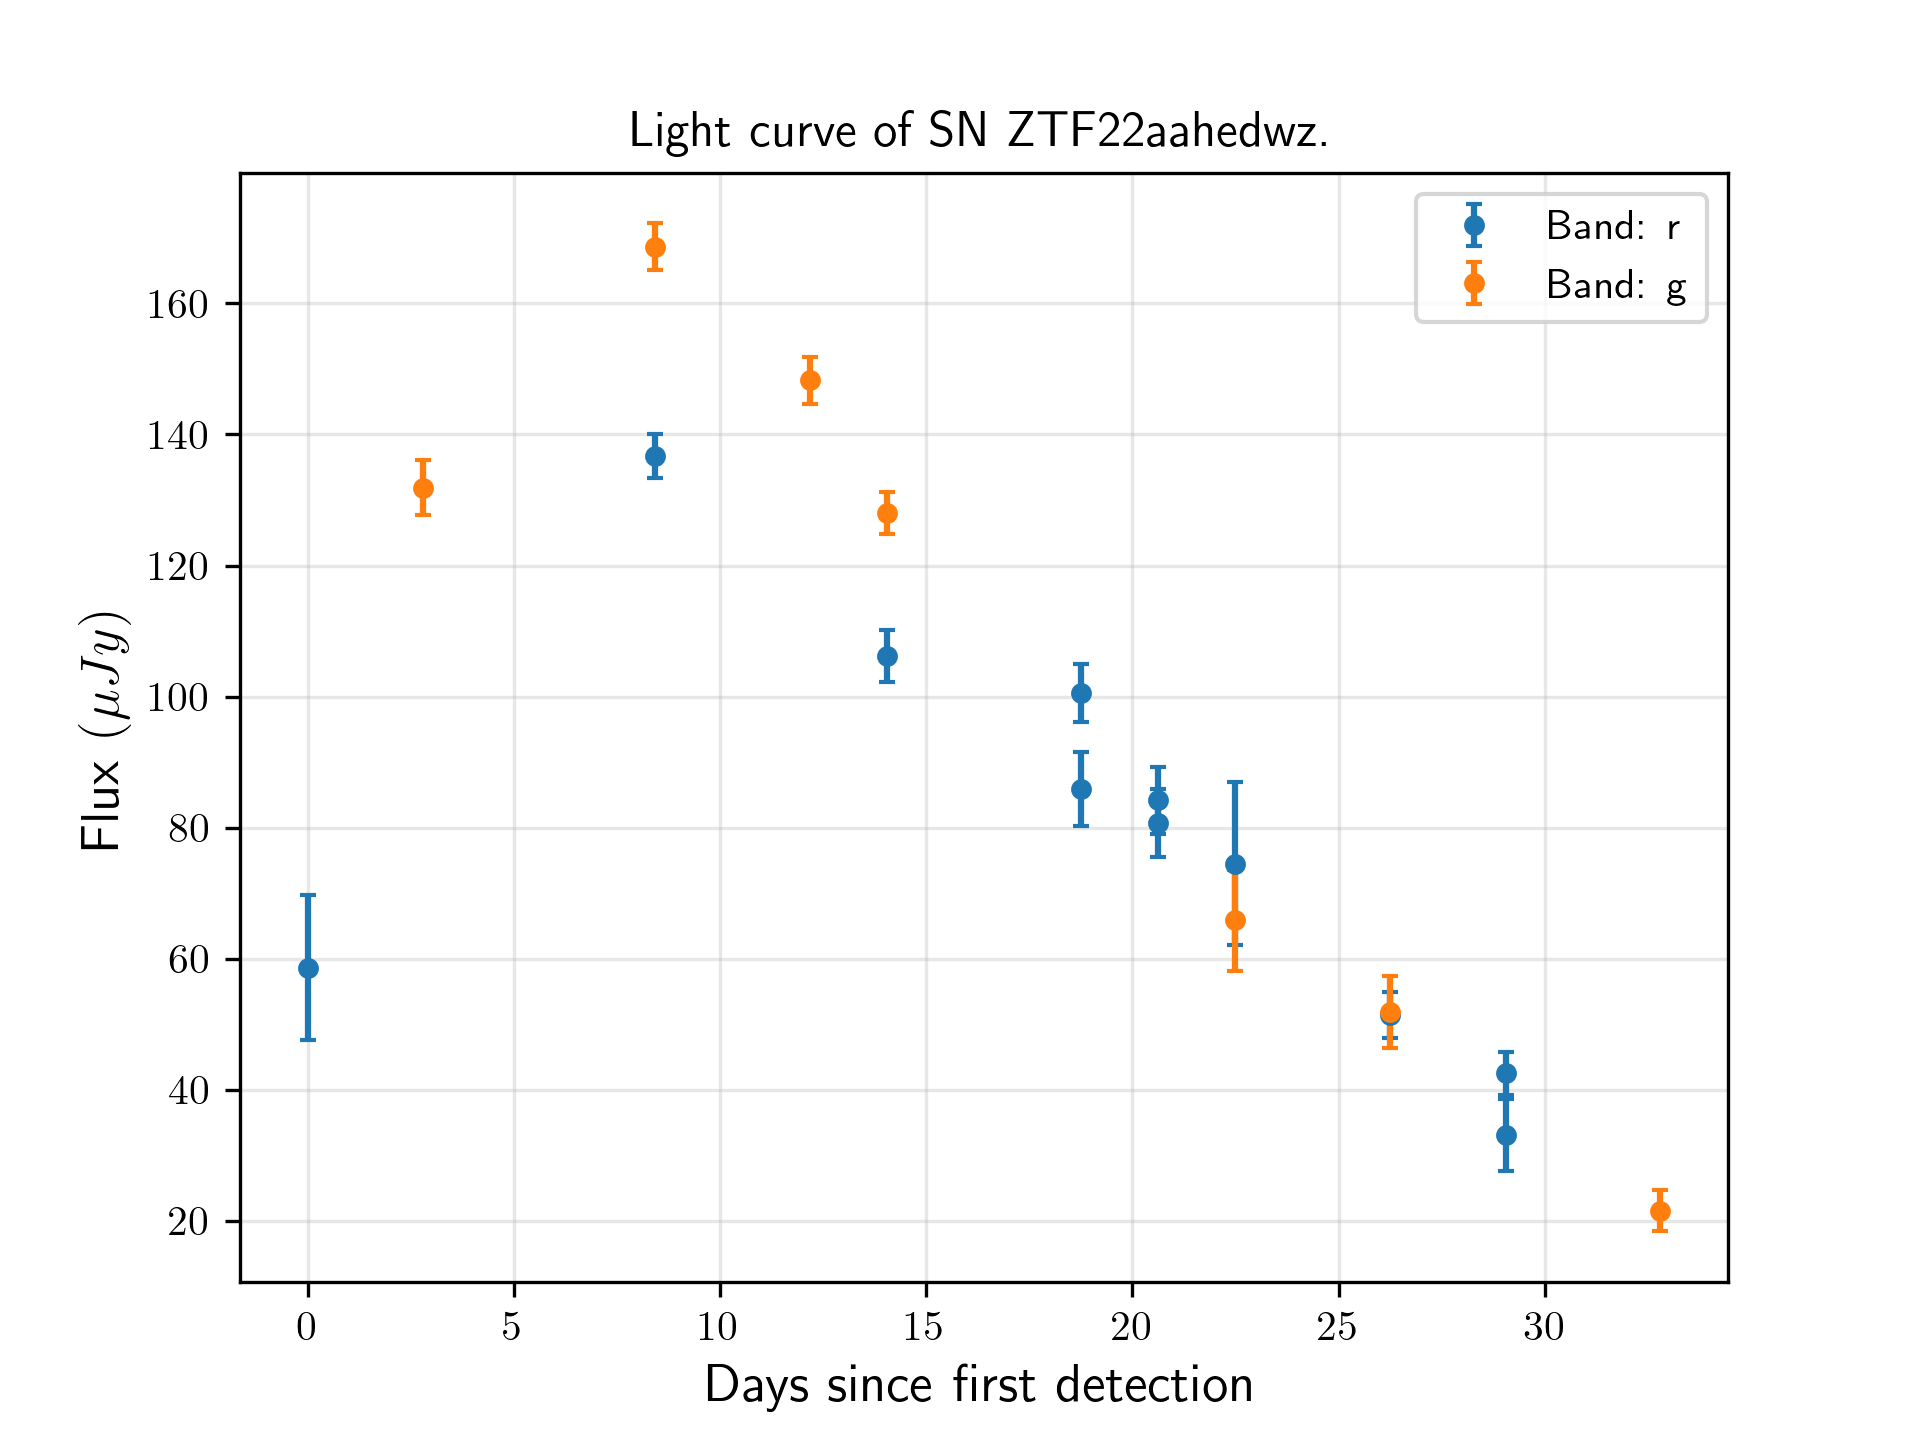 Light curve of SN ZTF22aahedwz.
Band: r
Band: g
160
140
120
100
80
60
40
20
Flux (μJy)
0 5 10 15 20 25 30
Days since first detection